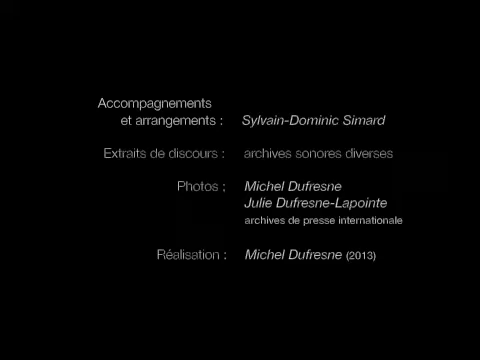 Accompagnements
et arrangements : Sylvain-Dominic Simard
Extraits de discours : archives sonores diverses
Photos ; Michel Dufresne
Julie Dufresne-Lapointe
archives de presse internationale
Réalisation : Michel Dufresne (2013)